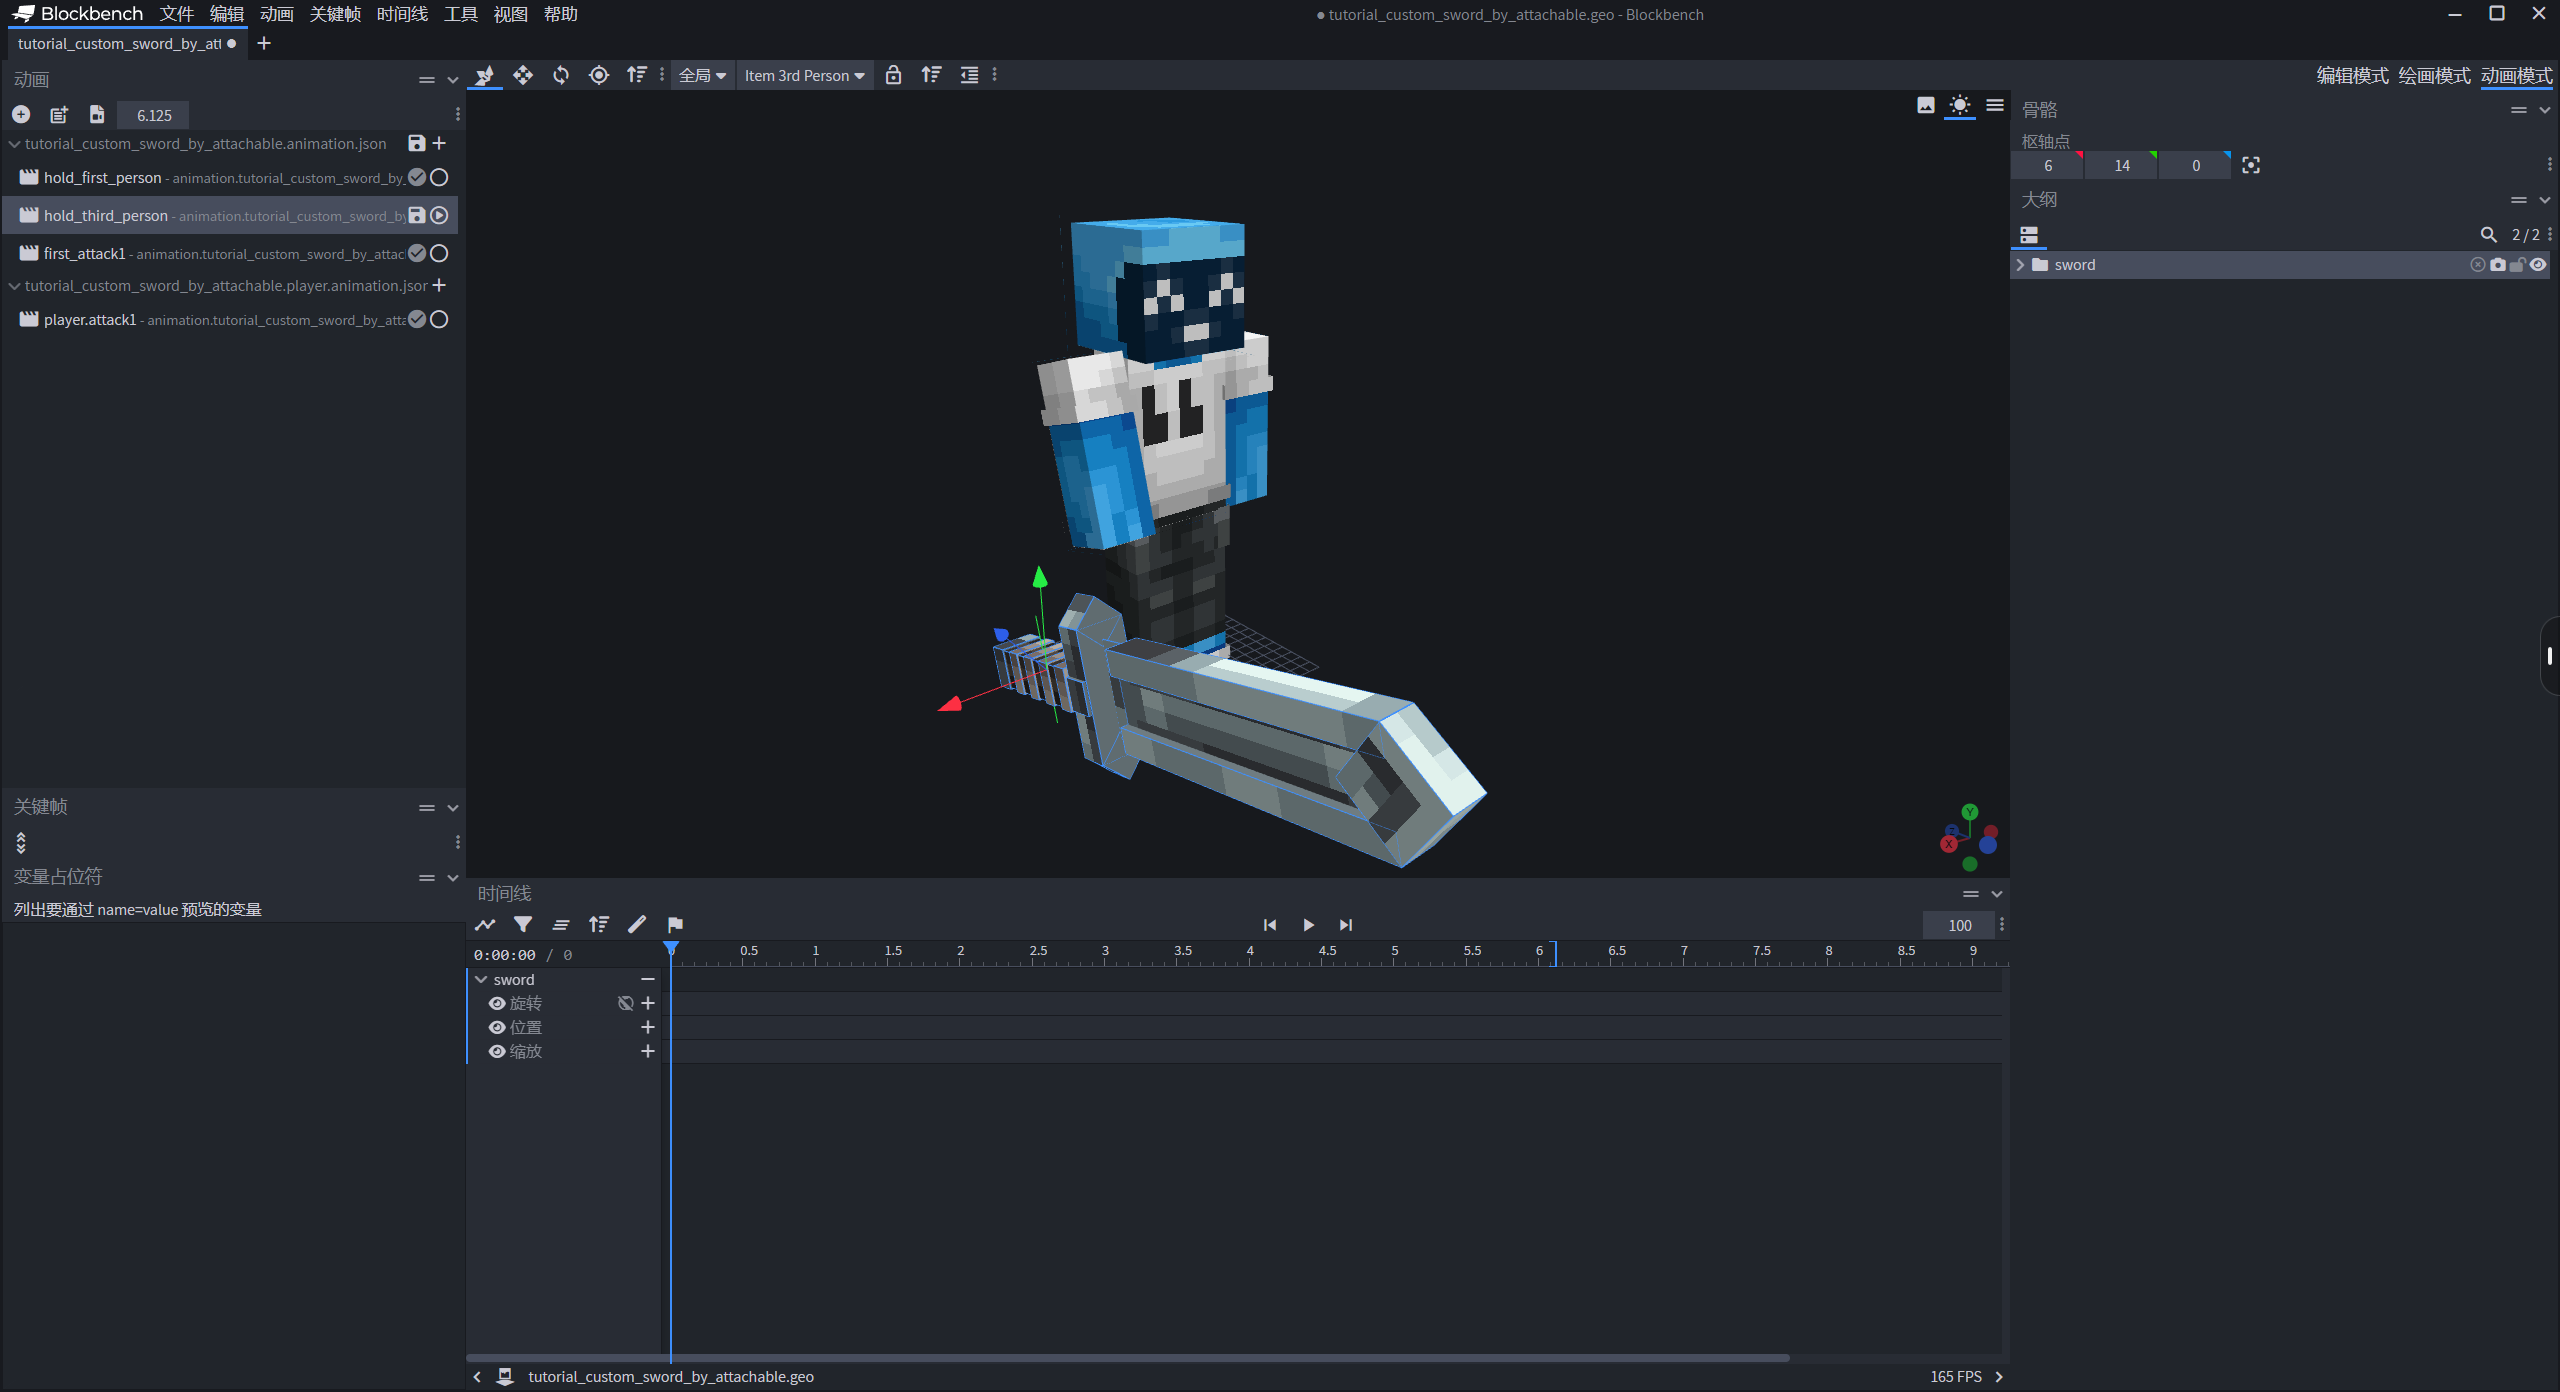 Blockbench 文件 编辑 动画 关键帧 时间线 工具 视图 帮助
● tutorial_custom_sword_by_attachable.geo - Blockbench
tutorial_custom_sword_by_att
动画
全局 Item 3rd Person
编辑模式 绘画模式 动画模式
6.125
tutorial_custom_sword_by_attachable.animation.json
hold_first_person - animation.tutorial_custom_sword_by_
hold_third_person - animation.tutorial_custom_sword_by
first_attack1 - animation.tutorial_custom_sword_by_attac
tutorial_custom_sword_by_attachable.player.animation.jsor
player.attack1 - animation.tutorial_custom_sword_by_atta
骨骼
枢轴点
6 14 0
大纲
2 / 2
sword
Y
Z
X
关键帧
变量占位符
列出要通过 name=value 预览的变量
时间线
100
0:00:00 / 0
0 0.5 1 1.5 2 2.5 3 3.5 4 4.5 5 5.5 6 6.5 7 7.5 8 8.5 9
sword
旋转
位置
缩放
tutorial_custom_sword_by_attachable.geo
165 FPS